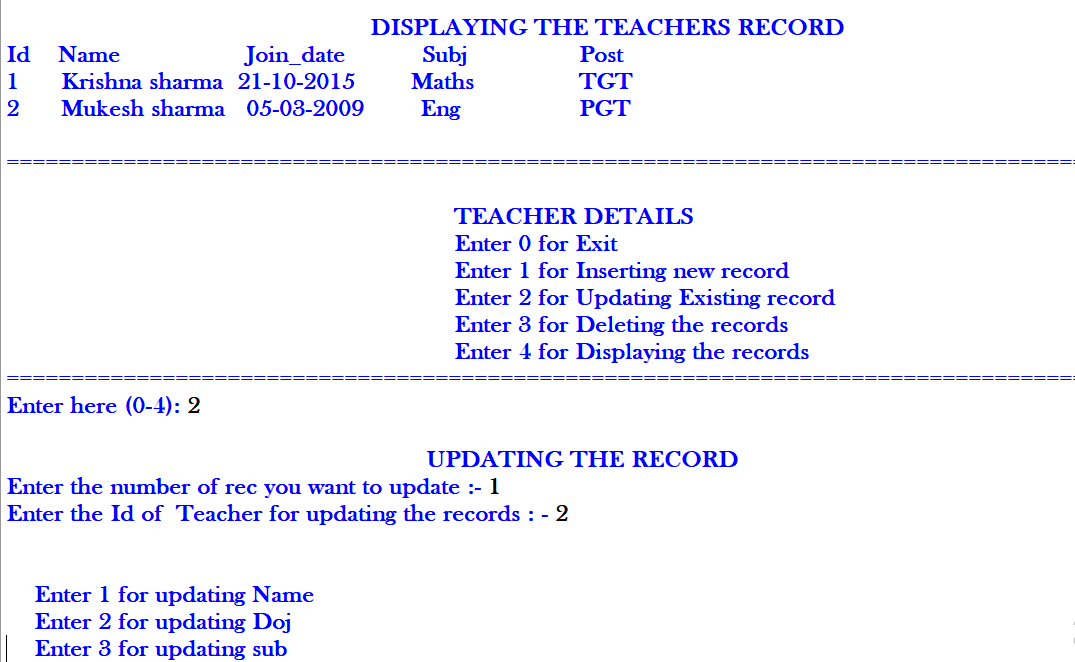 DISPLAYING THE TEACHERS RECORD
Id Name Join_date Subj Post
1 Krishna sharma 21-10-2015 Maths TGT
2 Mukesh sharma 05-03-2009 Eng PGT
=====================================================================================
TEACHER DETAILS
Enter 0 for Exit
Enter 1 for Inserting new record
Enter 2 for Updating Existing record
Enter 3 for Deleting the records
Enter 4 for Displaying the records
=====================================================================================
Enter here (0-4): 2
UPDATING THE RECORD
Enter the number of rec you want to update :- 1
Enter the Id of  Teacher for updating the records : - 2
Enter 1 for updating Name
Enter 2 for updating Doj
Enter 3 for updating sub